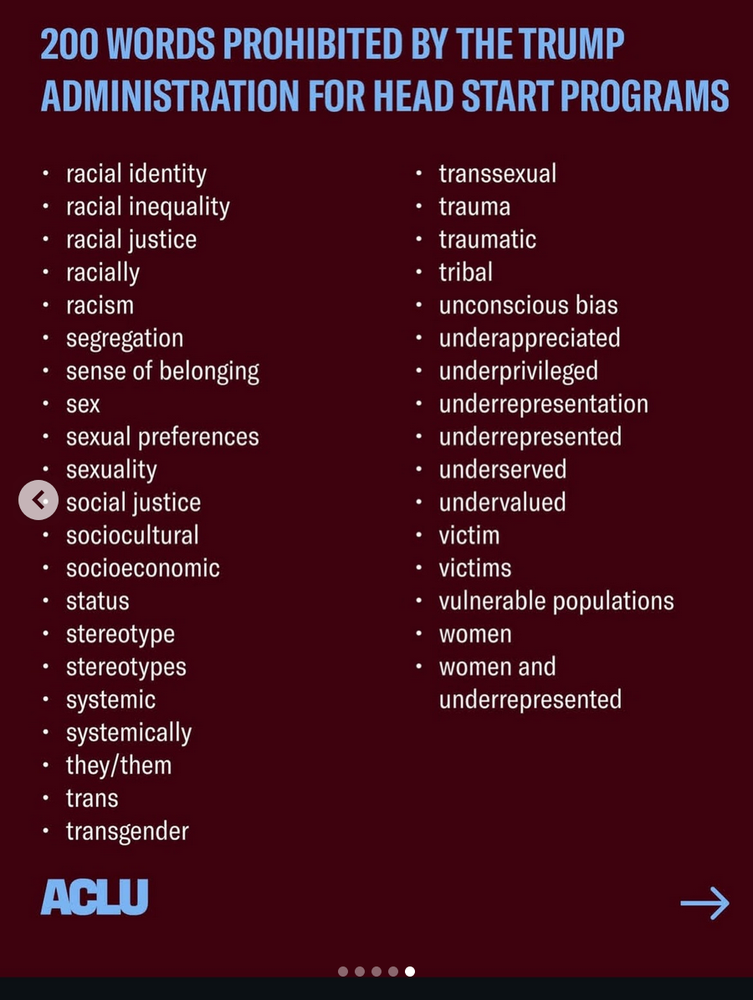 200 WORDS PROHIBITED BY THE TRUMP
ADMINISTRATION FOR HEAD START PROGRAMS
• racial identity
• racial inequality
• racial justice
• racially
• racism
• segregation
• sense of belonging
• sex
• sexual preferences
• sexuality
social justice
• sociocultural
• socioeconomic
• status
• stereotype
• stereotypes
• systemic
• systemically
• they/them
• trans
• transgender
• transsexual
• trauma
• traumatic
• tribal
• unconscious bias
• underappreciated
• underprivileged
• underrepresentation
• underrepresented
• underserved
• undervalued
• victim
• victims
• vulnerable populations
• women
• women and
underrepresented
ACLU